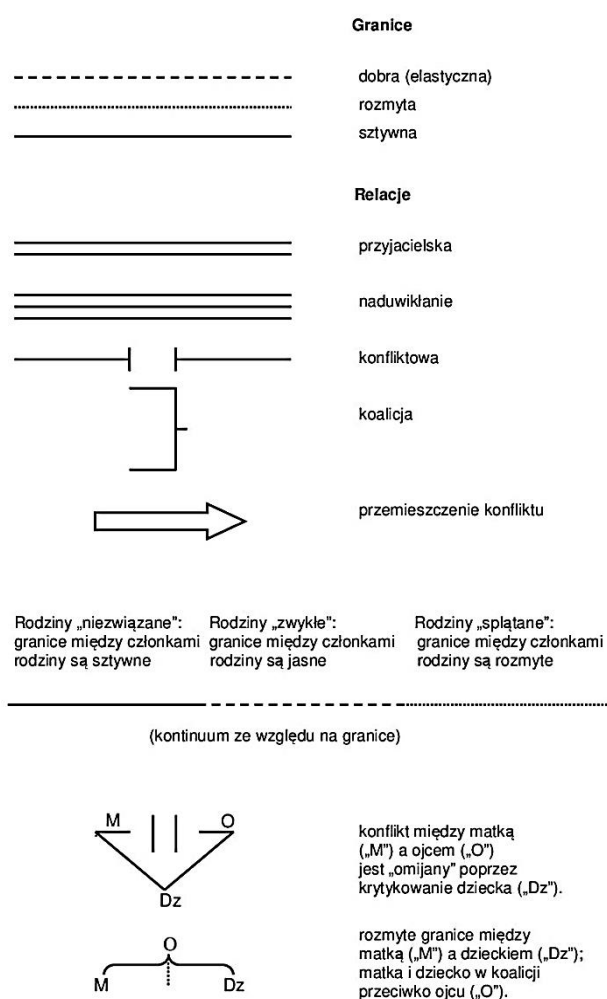 Granice
dobra (elastyczna)
rozmyta
sztywna
Relacje
przyjacielska
naduwikłanie
konfliktowa
koalicja
przemieszczenie konfliktu
Rodziny „niezwiązane":
granice między członkami
rodziny są sztywne
Rodziny „zwykłe":
granice między członkami
rodziny są jasne
Rodziny „splątane":
granice między członkami
rodziny są rozmyte
(kontinuum ze względu na granice)
M
O
Dz
konflikt między matką
(„M") a ojcem („O")
jest „omijany" poprzez
krytykowanie dziecka („Dz").
O
M
Dz
rozmyte granice między
matką („M") a dzieckiem („Dz");
matka i dziecko w koalicji
przeciwko ojcu („O").